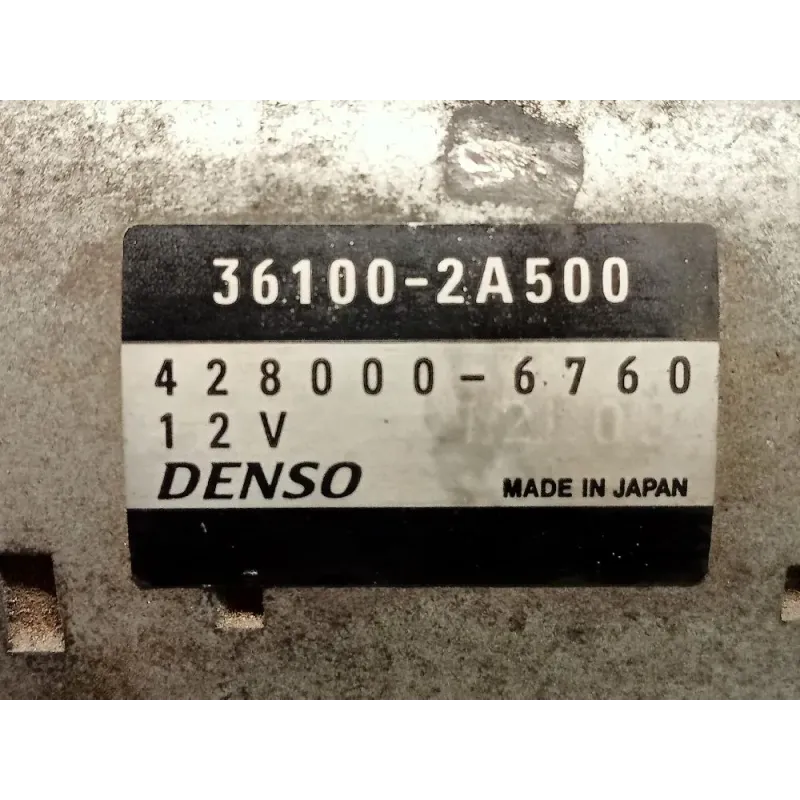 36100-2A500
428000-6760
12V
DENSO MADE IN JAPAN